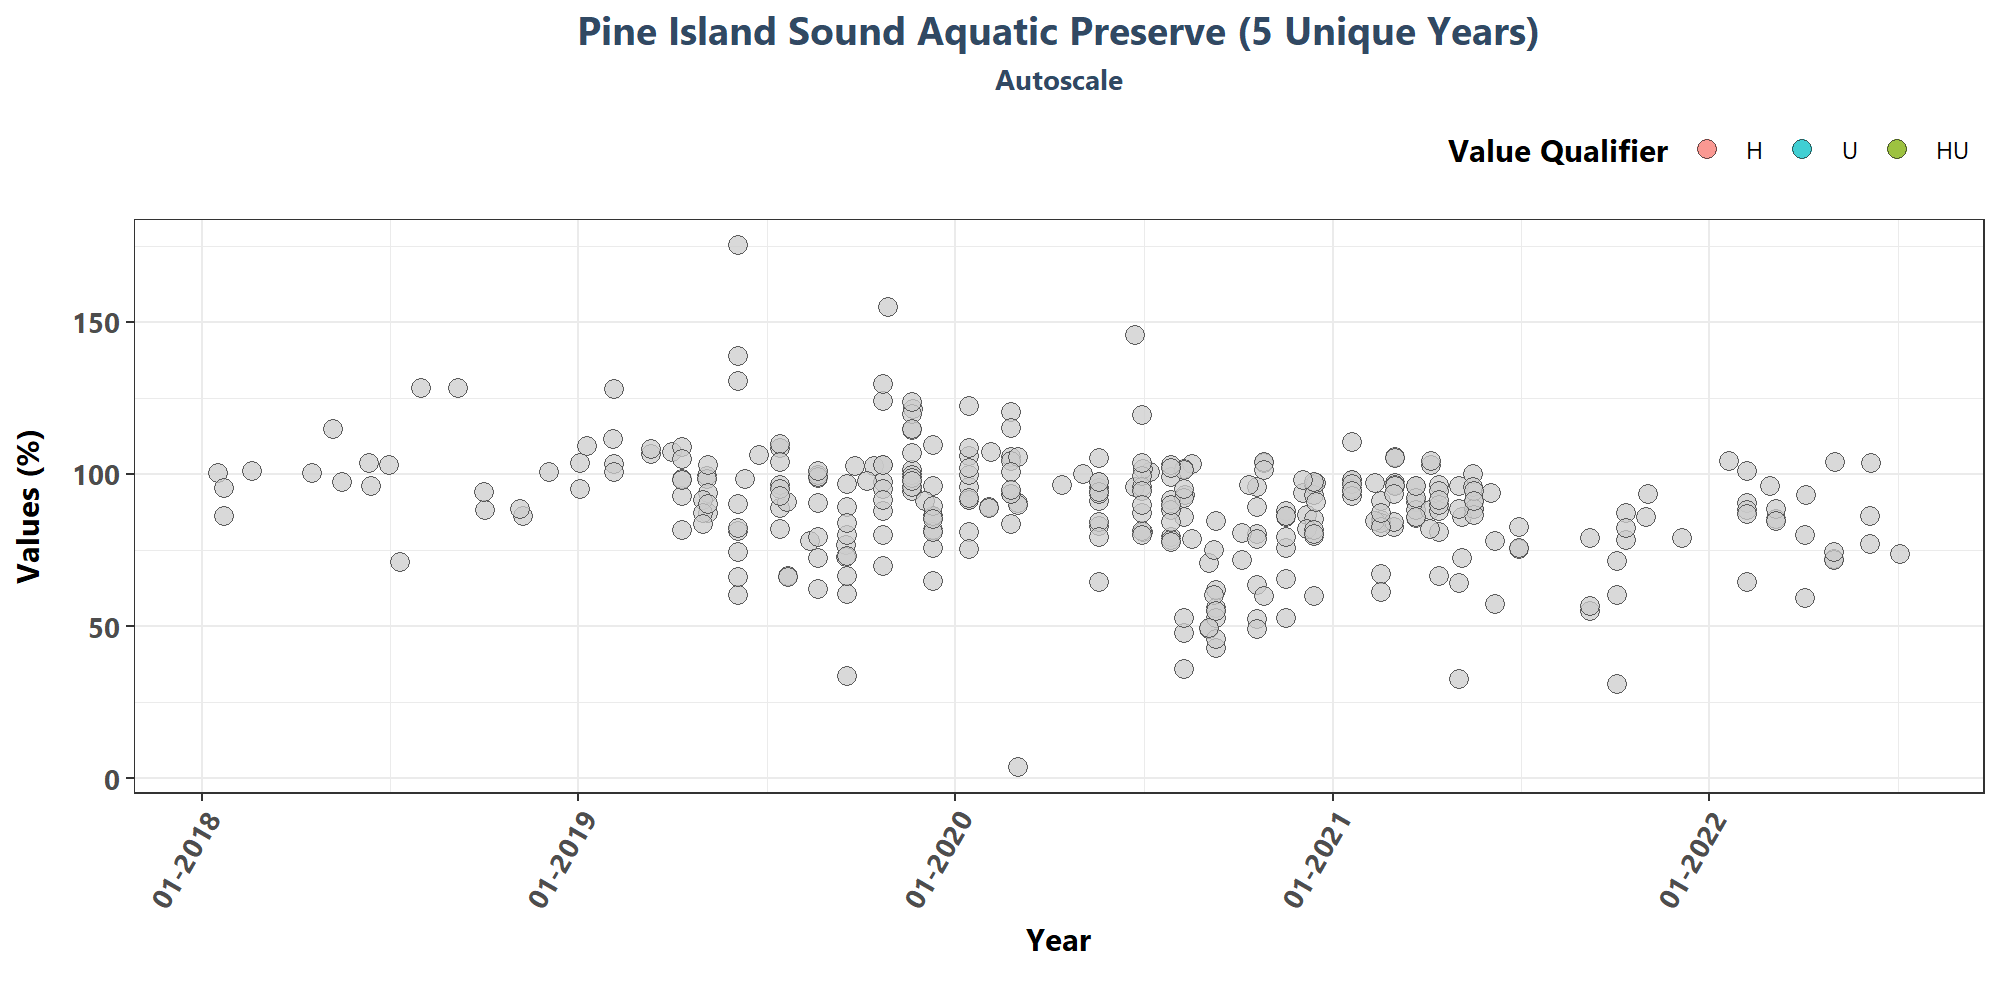 Pine Island Sound Aquatic Preserve (5 Unique Years)
Autoscale
Value Qualifier H U HU
Values (%)
150
100
50
0
01-2018 01-2019 01-2020 01-2021 01-2022
Year